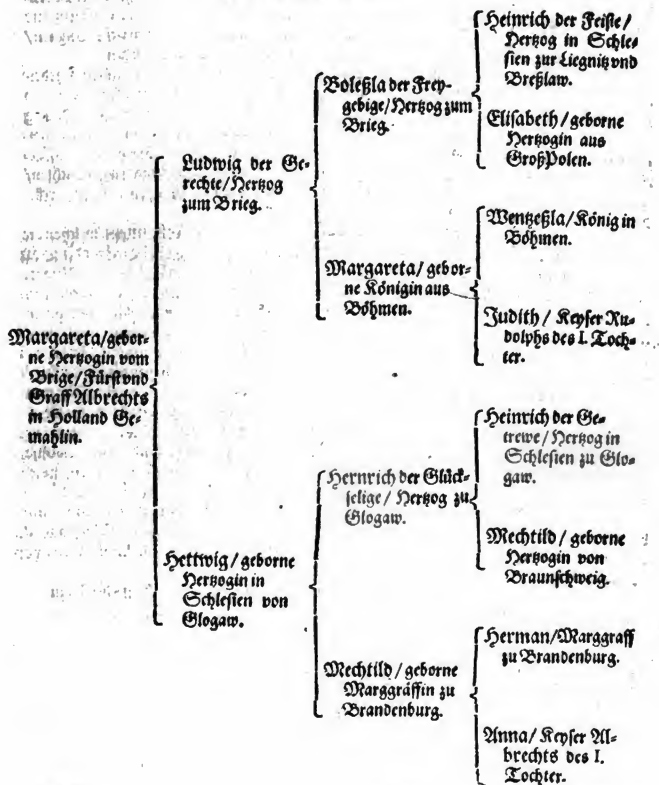 Margareta/gebor-
ne Hertzogin vom
Brige/Fürst vnd
Graff Albrechts
in Holland Ge-
mahlin.
Ludwig der Ge-
rechte/Hertzog
zum Brieg.
Boleßla der Frey-
gebige/Hertzog zum
Brieg.
Heinrich der Feiste/
Hertzog in Schle-
sien zur Liegnitz vnd
Breßlaw.
Elisabeth/geborne
Hertzogin aus
GroßPolen.
Margareta/gebor-
ne Königin aus
Böhmen.
Wentzeßla/König in
Böhmen.
Judith/Keyser Ru-
dolphs des I. Toch-
ter.
Hettwig/geborne
Hertzogin in
Schlesien von
Glogaw.
Hernrich der Glück-
selige/Hertzog zu
Glogaw.
Heinrich der Ge-
trewe/Hertzog in
Schlesien zu Glo-
gaw.
Mechtild/geborne
Hertzogin von
Braunschweig.
Mechtild/geborne
Marggräffin zu
Brandenburg.
Herman/Marggraff
zu Brandenburg.
Anna/Keyser Al-
brechts des I.
Tochter.